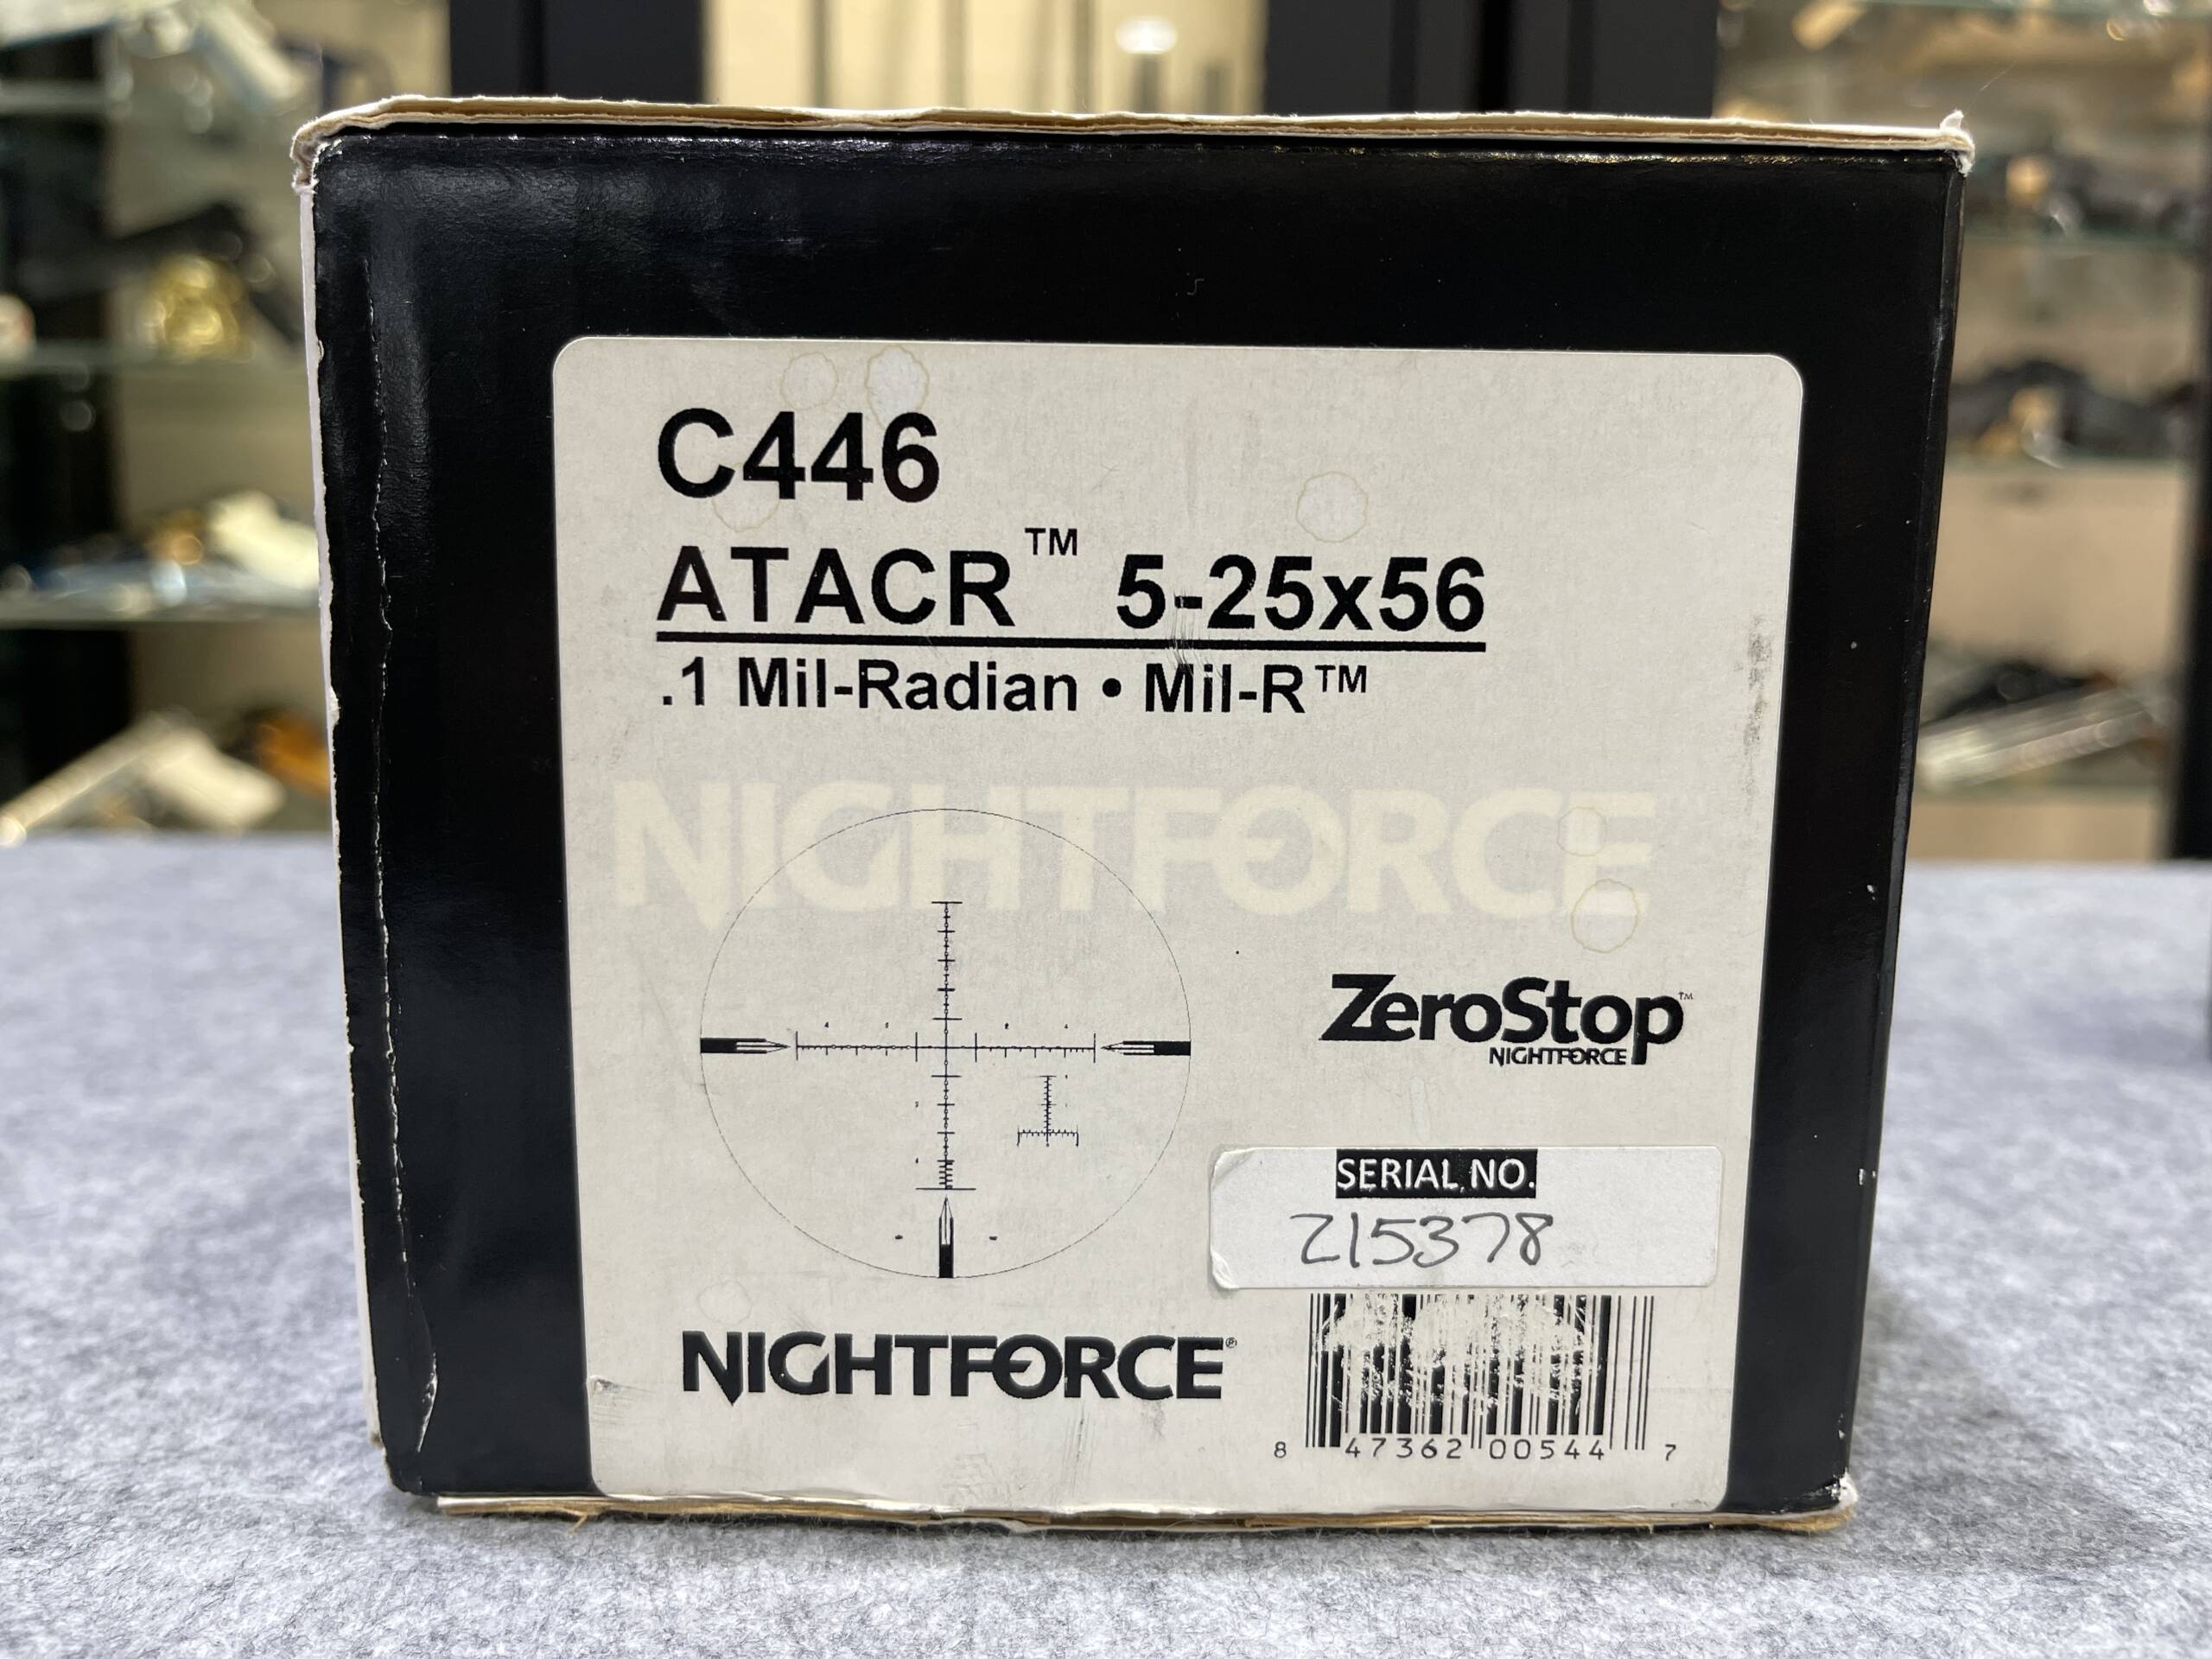 C446
ATACR™ 5-25x56
.1 Mil-Radian • Mil-R™
NIGHTFORCE
ZeroStop™
NIGHTFORCE
SERIAL NO.
Z15378
NIGHTFORCE®
8 47362 00544 7